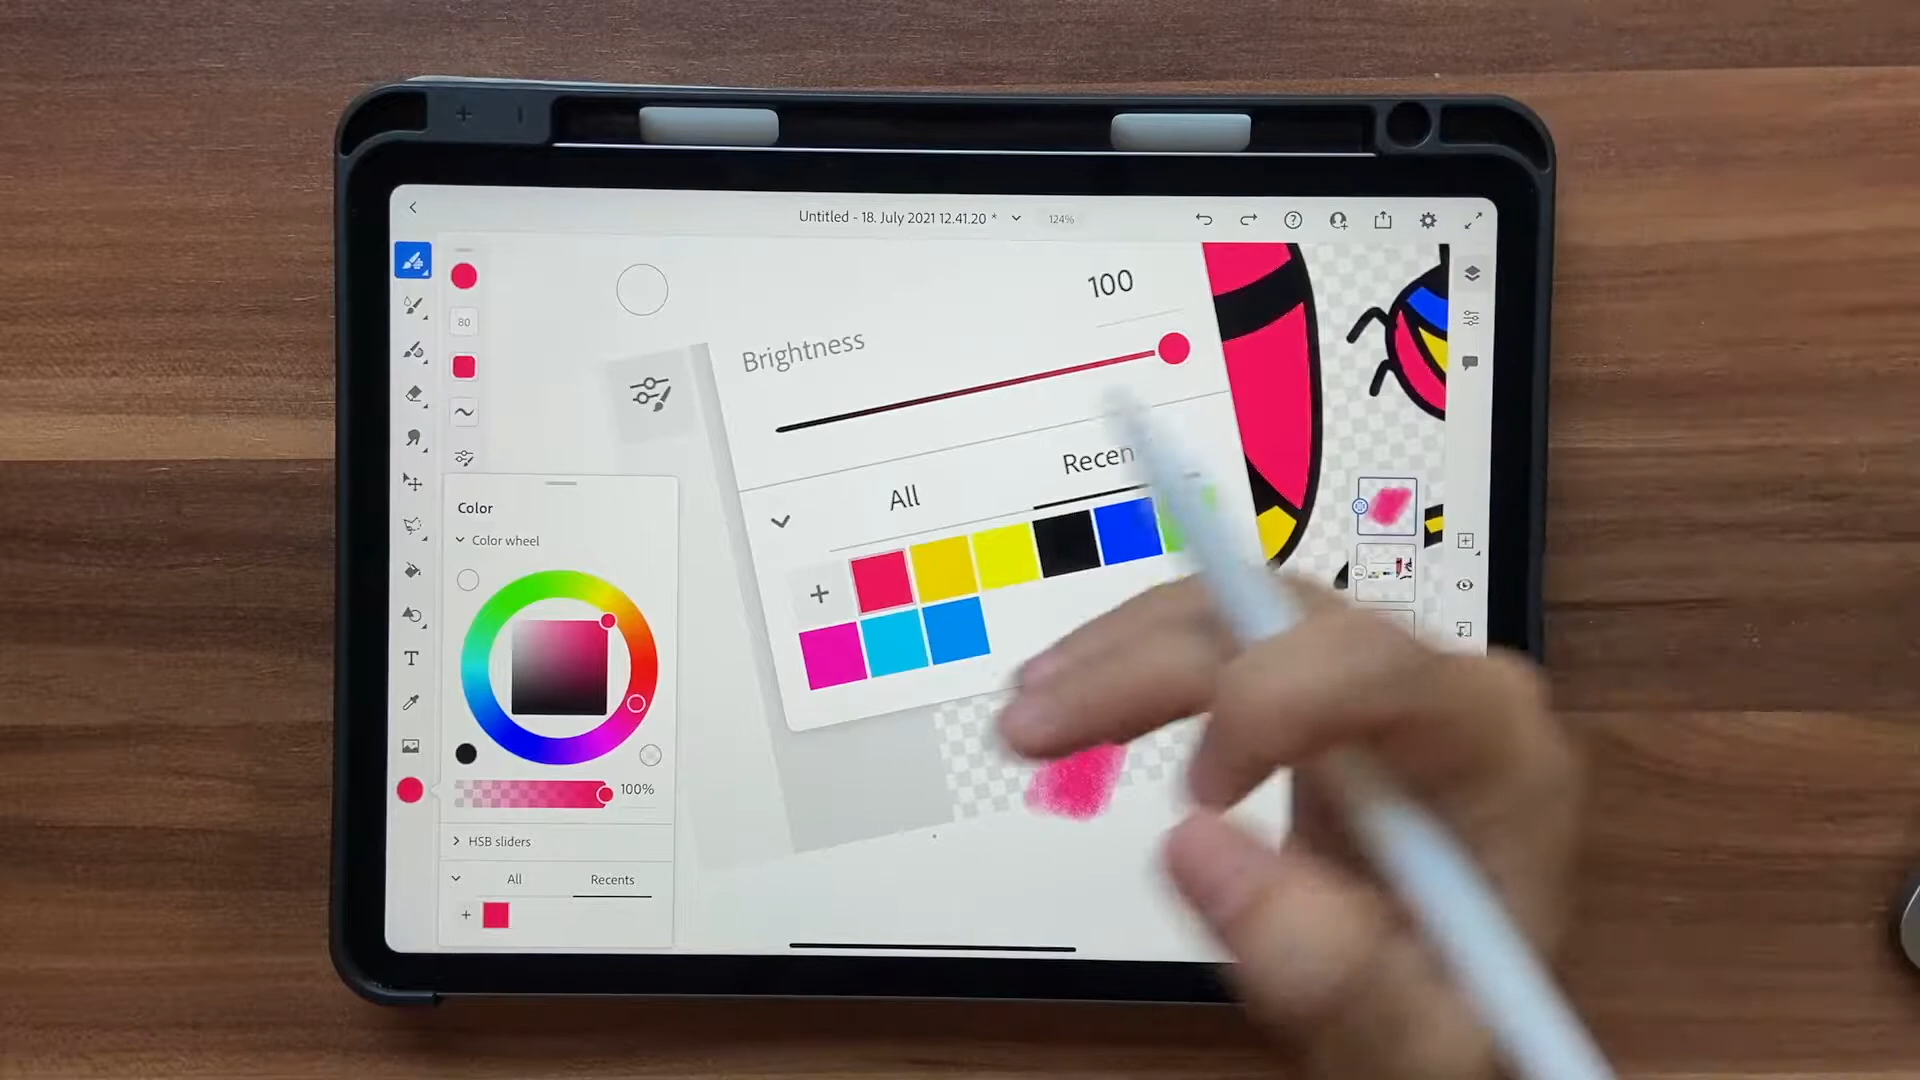 Untitled - 18. July 2021 12.41.20 *
124%
80
100
Brightness
All
Recen
Color
Color wheel
100%
HSB sliders
All
Recents
T